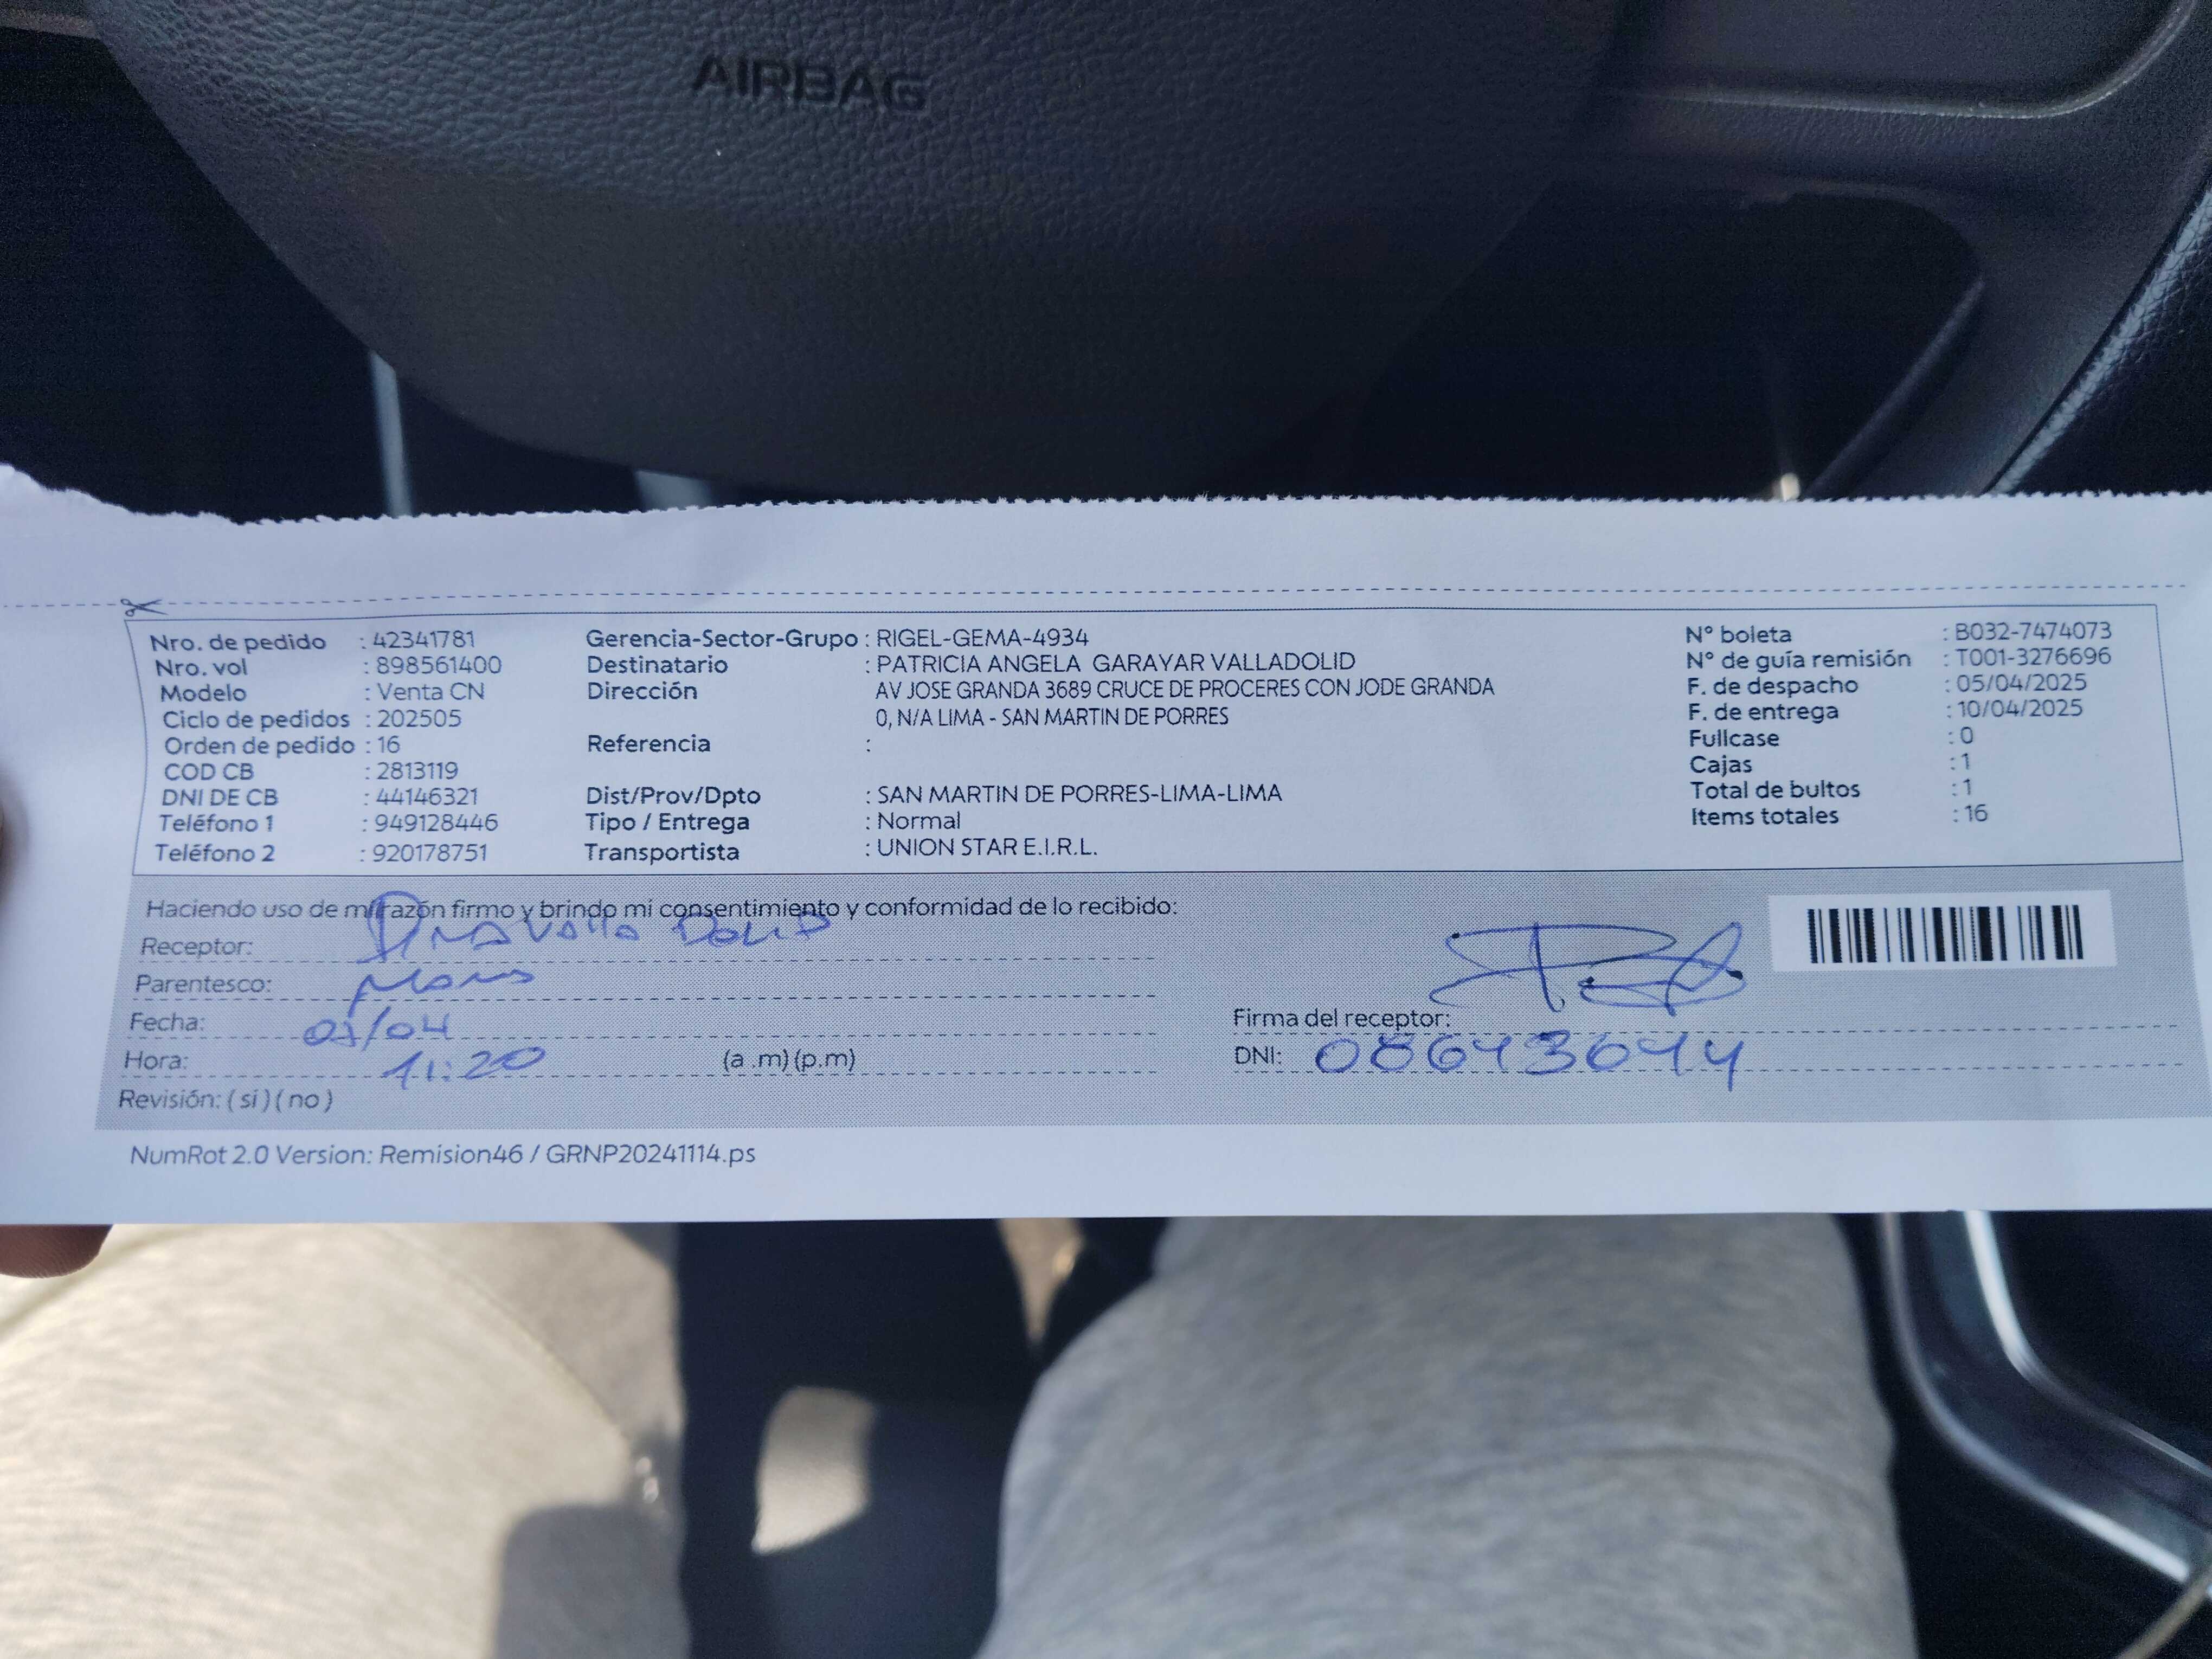 AIRBAG
Nro. de pedido : 42341781
Nro. vol : 898561400
Modelo : Venta CN
Ciclo de pedidos : 202505
Orden de pedido : 16
COD CB : 2813119
DNI DE CB : 44146321
Teléfono 1 : 949128446
Teléfono 2 : 920178751
Gerencia-Sector-Grupo : RIGEL-GEMA-4934
Destinatario : PATRICIA ANGELA GARAYAR VALLADOLID
Dirección AV JOSE GRANDA 3689 CRUCE DE PROCERES CON JODE GRANDA
0, N/A LIMA - SAN MARTIN DE PORRES
Referencia :
Dist/Prov/Dpto : SAN MARTIN DE PORRES-LIMA-LIMA
Tipo / Entrega : Normal
Transportista : UNION STAR E.I.R.L.
N° boleta : B032-7474073
N° de guía remisión : T001-3276696
F. de despacho : 05/04/2025
F. de entrega : 10/04/2025
Fullcase : 0
Cajas : 1
Total de bultos : 1
Items totales : 16
Haciendo uso de mi razón firmo y brindo mi consentimiento y conformidad de lo recibido:
Receptor: Valla DoLID
Parentesco:
Fecha: /04
Hora: 11:20 (a .m) (p.m)
Revisión: ( sí ) ( no )
Firma del receptor:
DNI: 08643644
NumRot 2.0 Version: Remision46 / GRNP20241114.ps